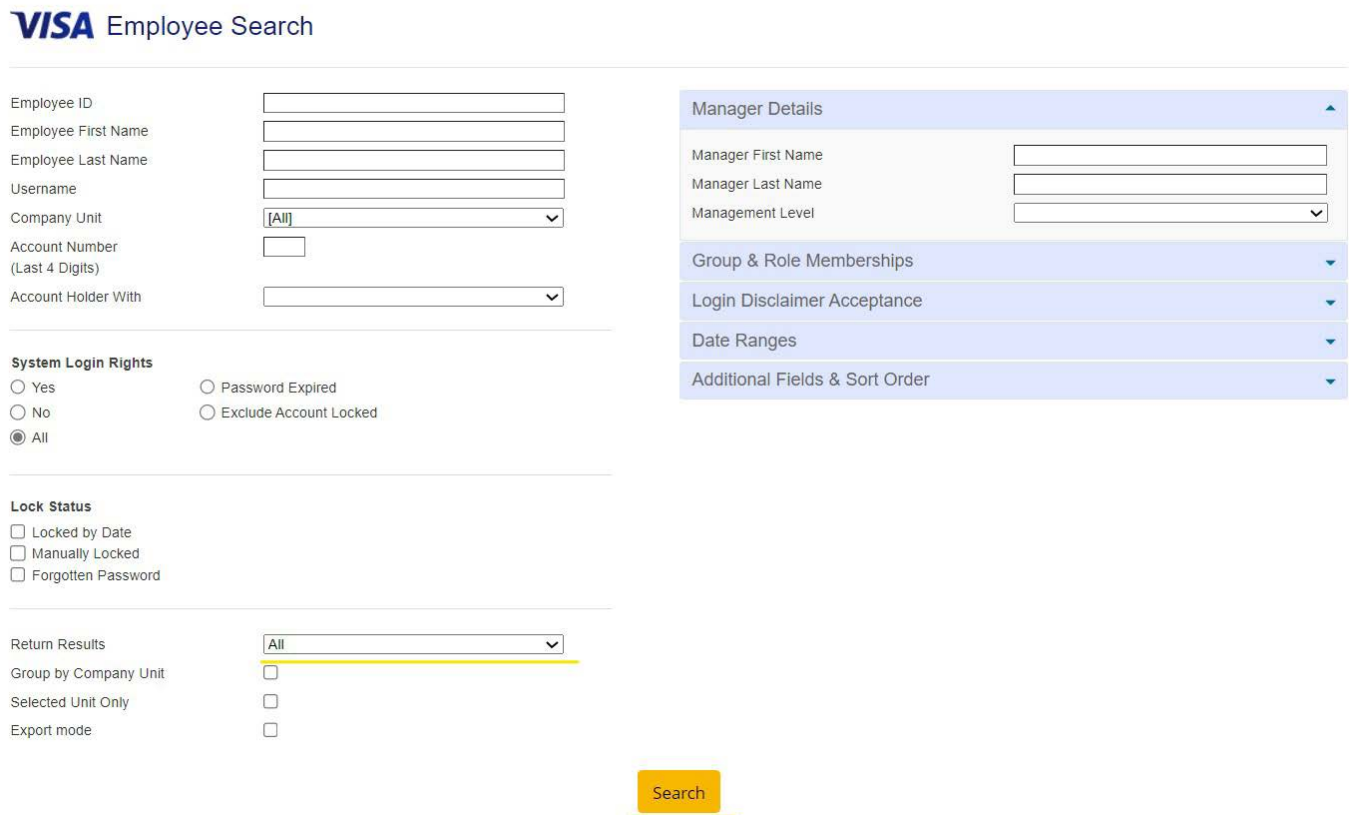 VISA Employee Search
Employee ID
Employee First Name
Employee Last Name
Username
Company Unit [All]
Account Number
(Last 4 Digits)
Account Holder With
System Login Rights
Yes Password Expired
No Exclude Account Locked
All
Lock Status
Locked by Date
Manually Locked
Forgotten Password
Return Results All
Group by Company Unit
Selected Unit Only
Export mode
Manager Details
Manager First Name
Manager Last Name
Management Level
Group & Role Memberships
Login Disclaimer Acceptance
Date Ranges
Additional Fields & Sort Order
Search